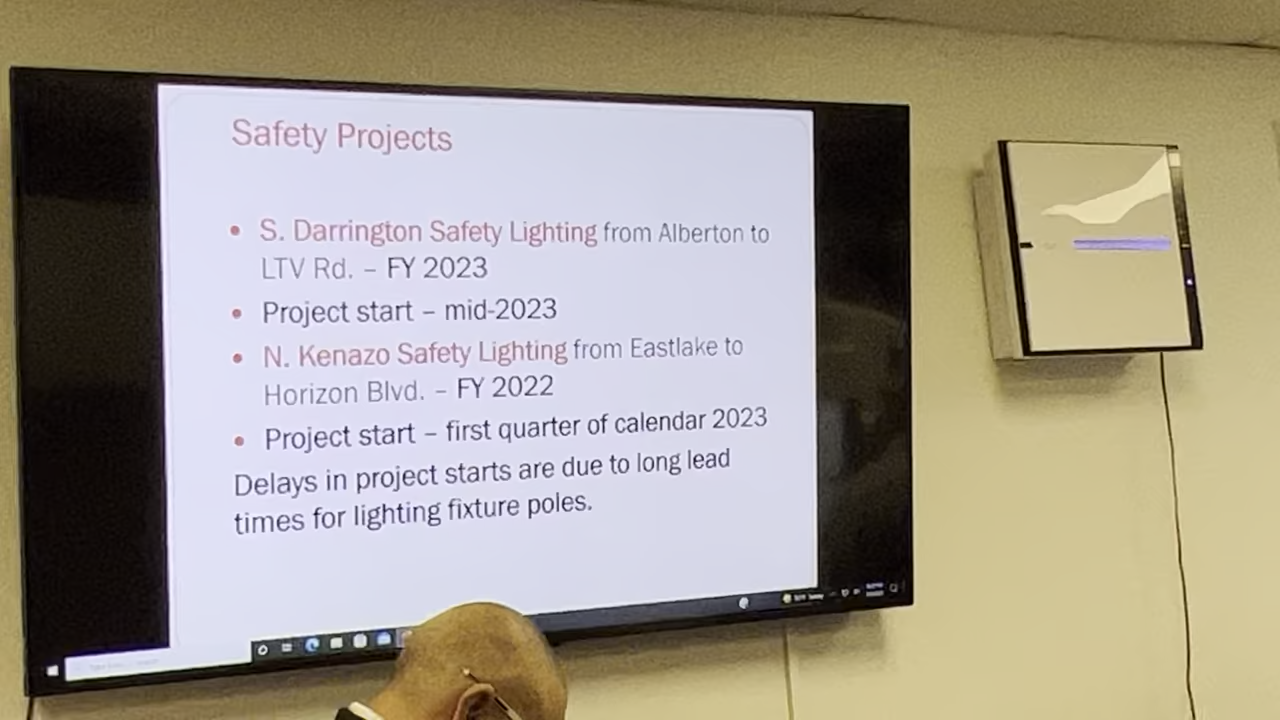 Safety Projects
• S. Darrington Safety Lighting from Alberton to
LTV Rd. – FY 2023
• Project start – mid-2023
• N. Kenazo Safety Lighting from Eastlake to
Horizon Blvd. – FY 2022
• Project start – first quarter of calendar 2023
Delays in project starts are due to long lead
times for lighting fixture poles.